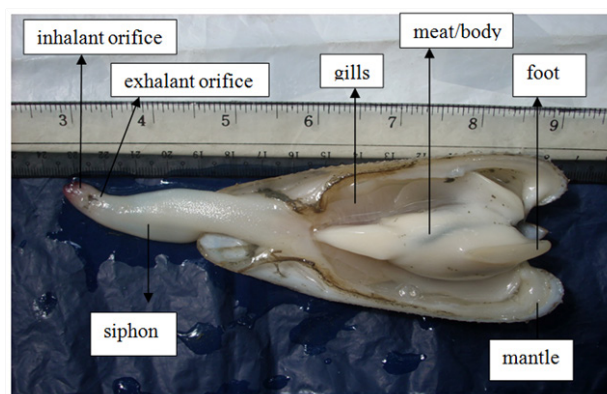 inhalant orifice
exhalant orifice
gills
meat/body
foot
3 4 5 6 7 8 9
siphon
mantle